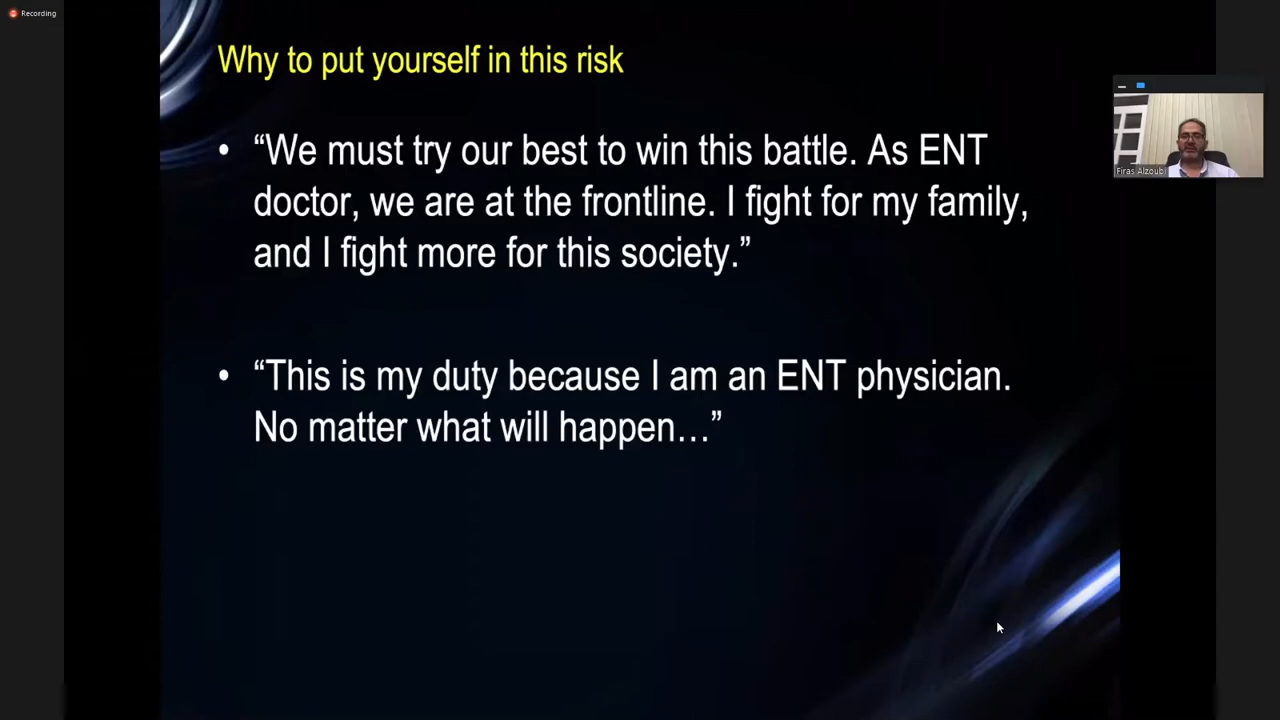 Recording
Why to put yourself in this risk
• “We must try our best to win this battle. As ENT
doctor, we are at the frontline. I fight for my family,
and I fight more for this society.”
• “This is my duty because I am an ENT physician.
No matter what will happen…”
Firas Alzoubi